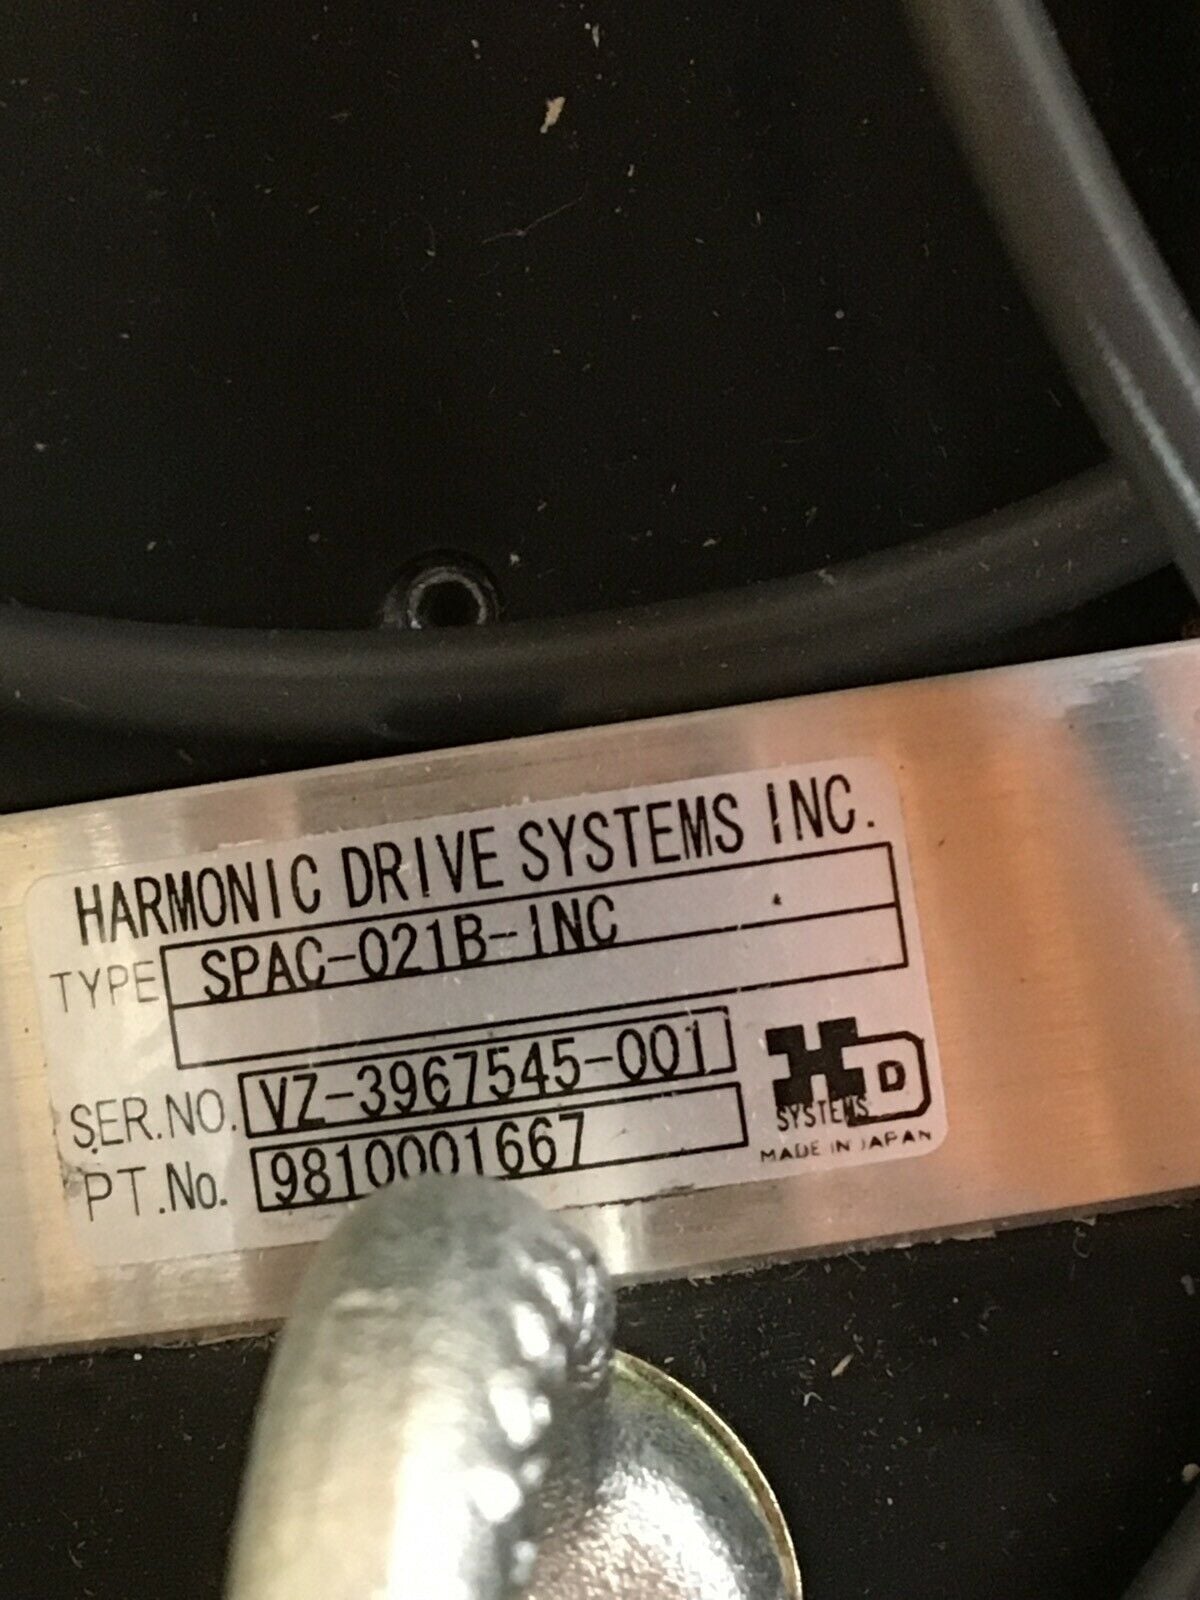 HARMONIC DRIVE SYSTEMS INC.
TYPE SPAC-021B-INC
SER.NO. VZ-3967545-001
PT.No. 9810001667
HD
SYSTEMS
MADE IN JAPAN